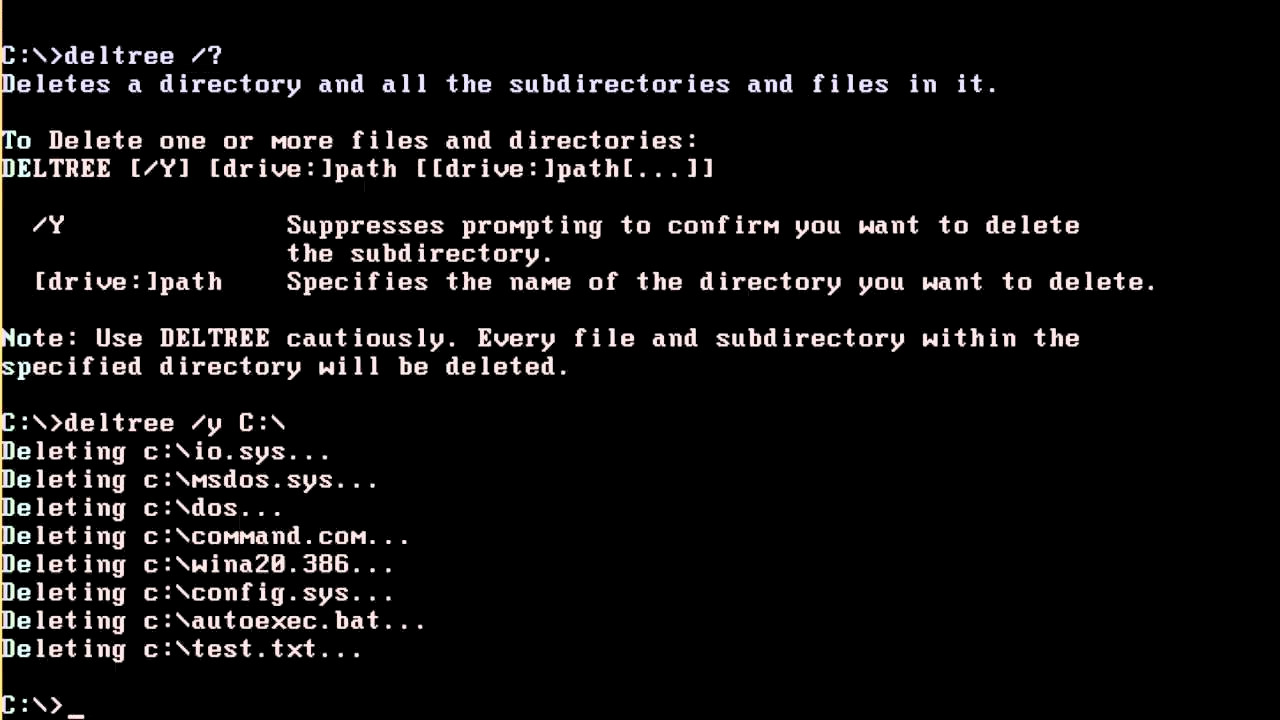 C:\>deltree /?
Deletes a directory and all the subdirectories and files in it.
To Delete one or more files and directories:
DELTREE [/Y] [drive:]path [[drive:]path[...]]
/Y Suppresses prompting to confirm you want to delete
the subdirectory.
[drive:]path Specifies the name of the directory you want to delete.
Note: Use DELTREE cautiously. Every file and subdirectory within the
specified directory will be deleted.
C:\>deltree /y C:\
Deleting c:\io.sys...
Deleting c:\msdos.sys...
Deleting c:\dos...
Deleting c:\command.com...
Deleting c:\wina20.386...
Deleting c:\config.sys...
Deleting c:\autoexec.bat...
Deleting c:\test.txt...
C:\>_